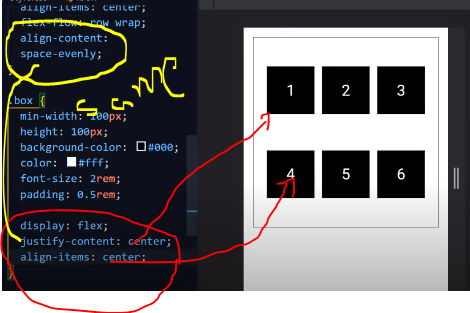 align-items: center;
flex-flow: row wrap;
align-content:
space-evenly;
.box {
min-width: 100px;
height: 100px;
background-color: #000;
color: #fff;
font-size: 2rem;
padding: 0.5rem;
display: flex;
justify-content: center;
align-items: center;
}
1 2 3
4 5 6